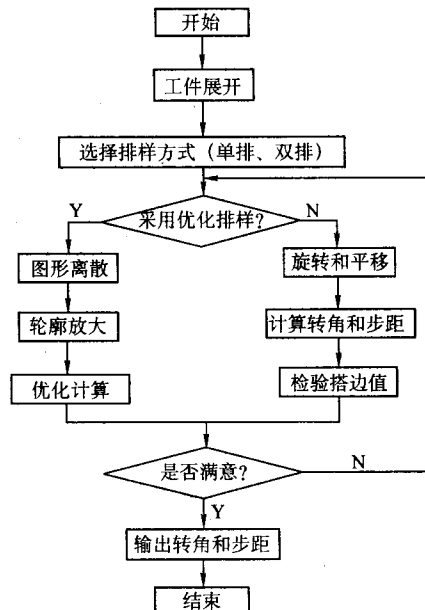 开始
工件展开
选择排样方式（单排、双排）
采用优化排样?
Y
N
图形离散
轮廓放大
优化计算
旋转和平移
计算转角和步距
检验搭边值
是否满意?
N
Y
输出转角和步距
结束